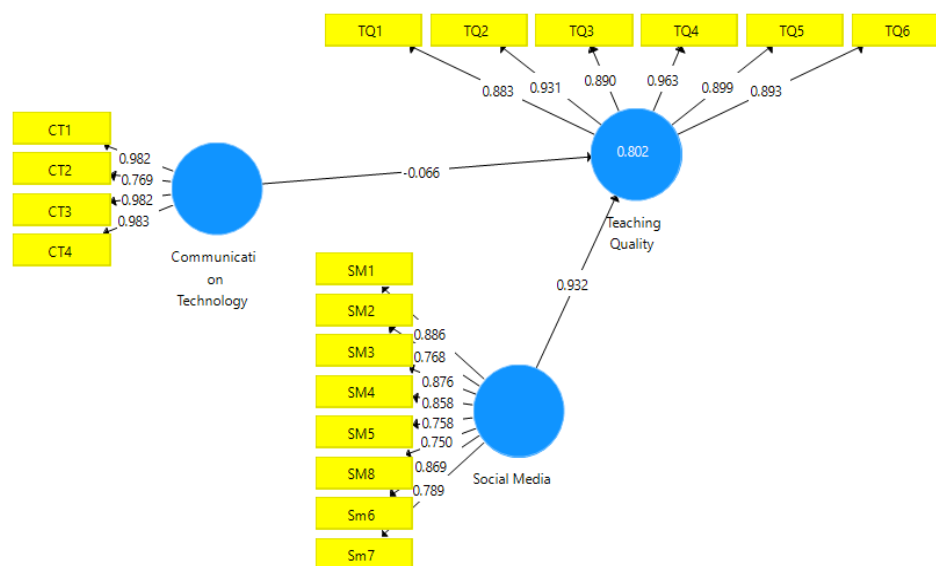 TQ1 TQ2 TQ3 TQ4 TQ5 TQ6
0.883 0.931 0.890 0.963 0.899 0.893
CT1
CT2
CT3
CT4
0.982
0.769
0.982
0.983
Communicati
on
Technology
-0.066
0.802
Teaching
Quality
0.932
SM1
SM2
SM3
SM4
SM5
SM8
Sm6
Sm7
0.886
0.768
0.876
0.858
0.758
0.750
0.869
0.789
Social Media